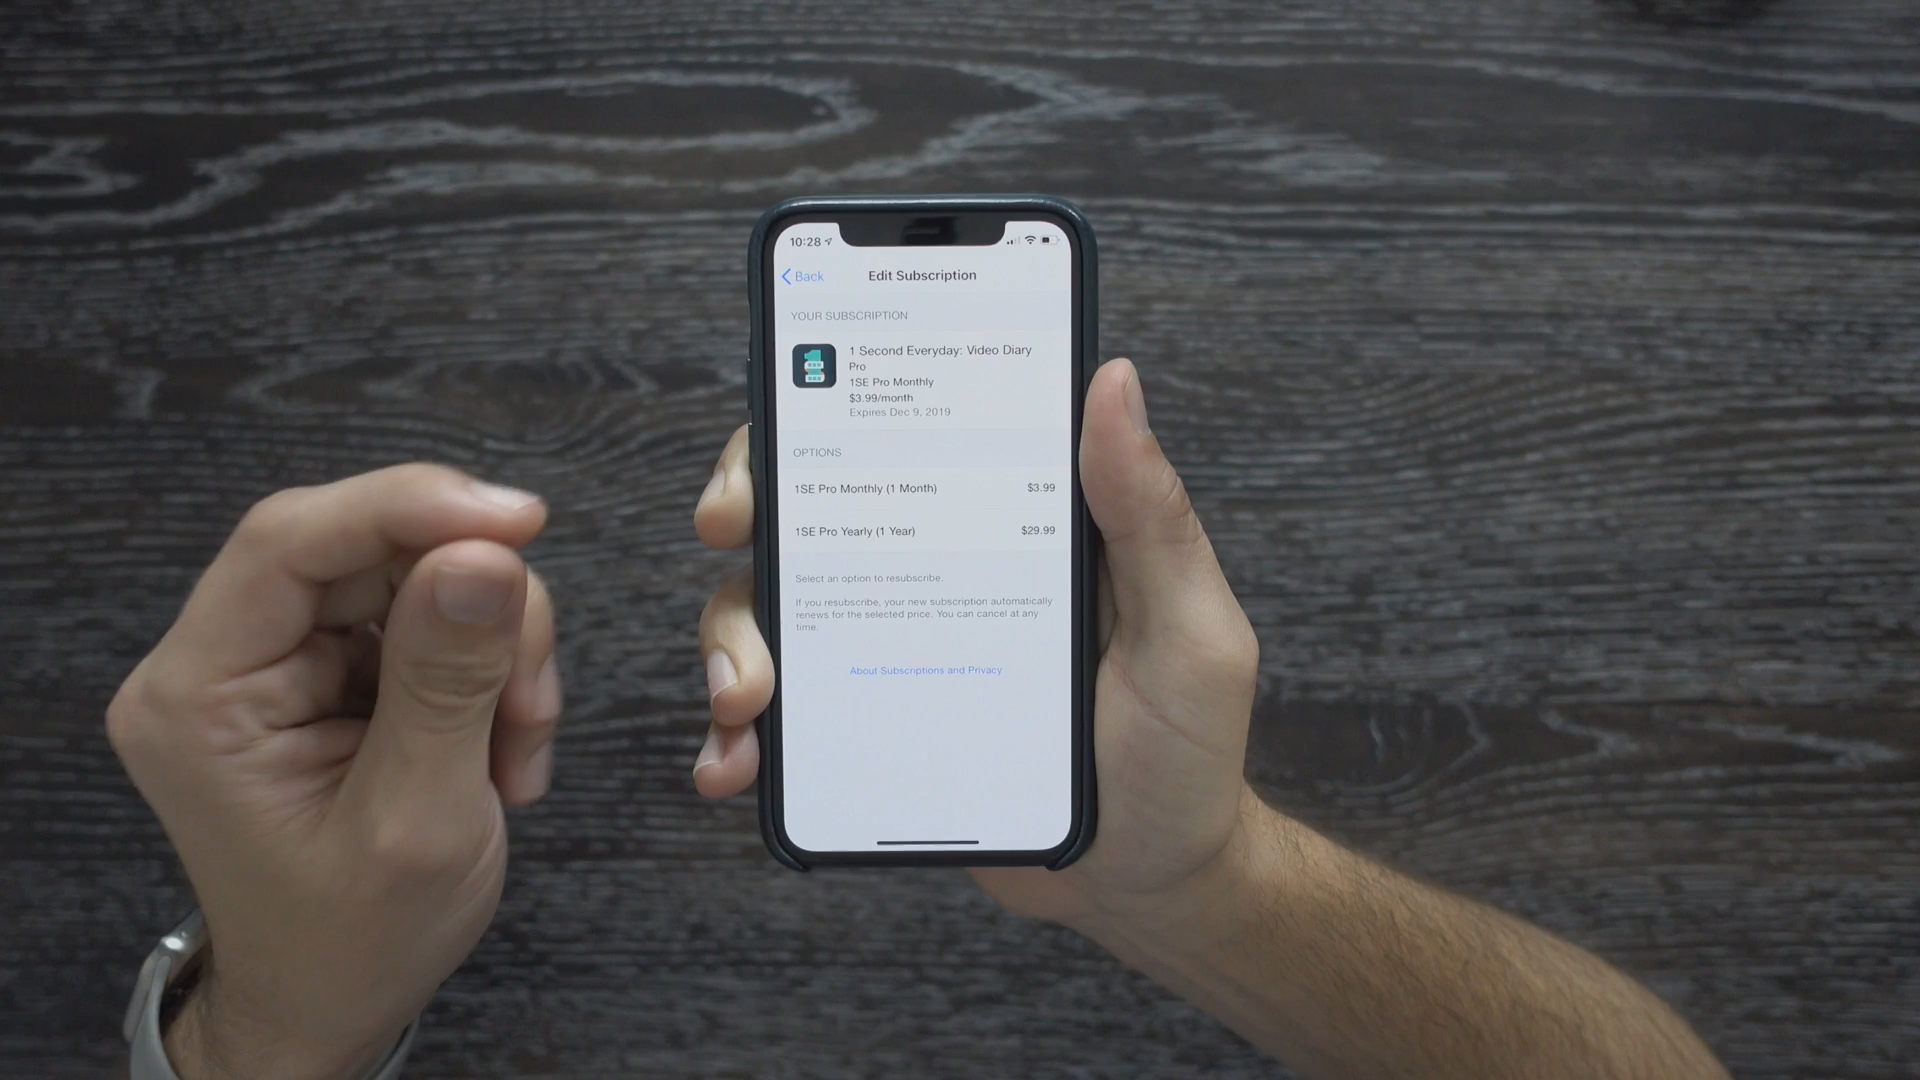 10:28
Back
Edit Subscription
YOUR SUBSCRIPTION
1 Second Everyday: Video Diary
Pro
1SE Pro Monthly
$3.99/month
Expires Dec 9, 2019
OPTIONS
1SE Pro Monthly (1 Month) $3.99
1SE Pro Yearly (1 Year) $29.99
Select an option to resubscribe.
If you resubscribe, your new subscription automatically
renews for the selected price. You can cancel at any
time.
About Subscriptions and Privacy